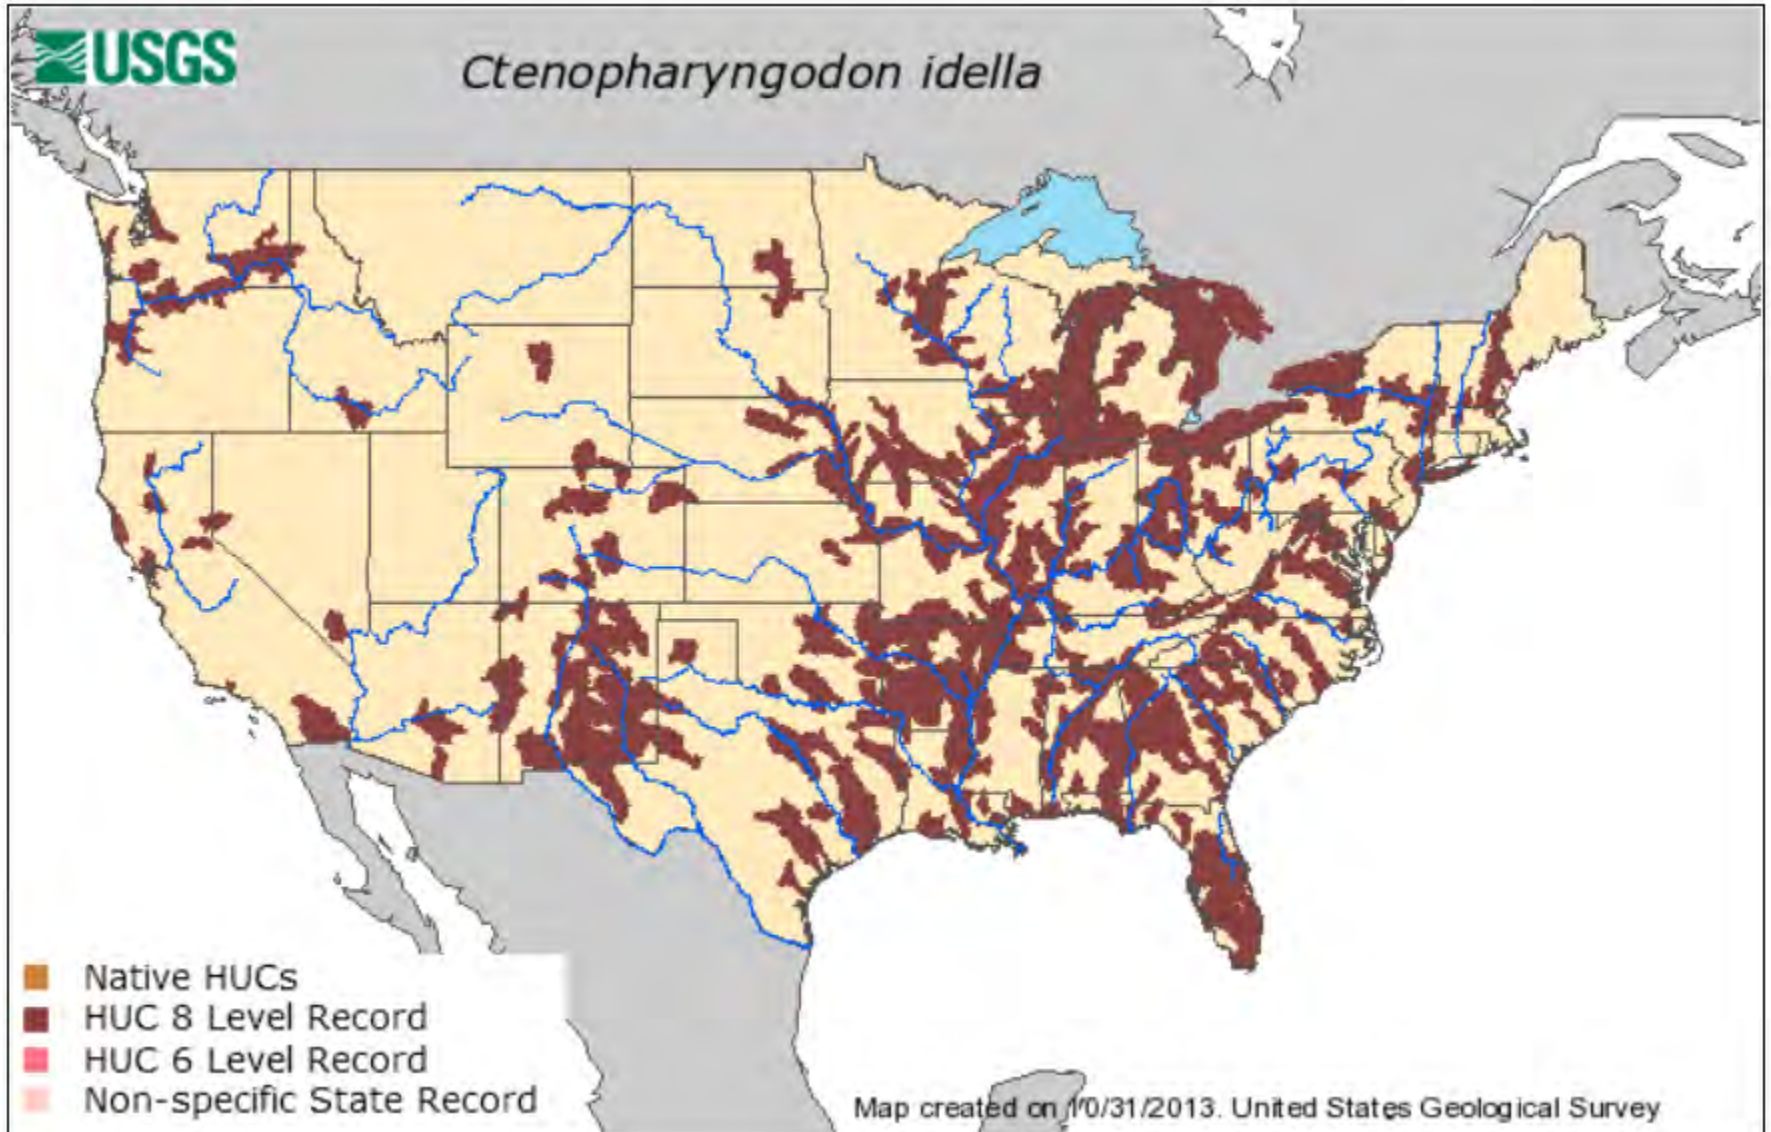 USGS
Ctenopharyngodon idella
Native HUCs
HUC 8 Level Record
HUC 6 Level Record
Non-specific State Record
Map created on 10/31/2013. United States Geological Survey